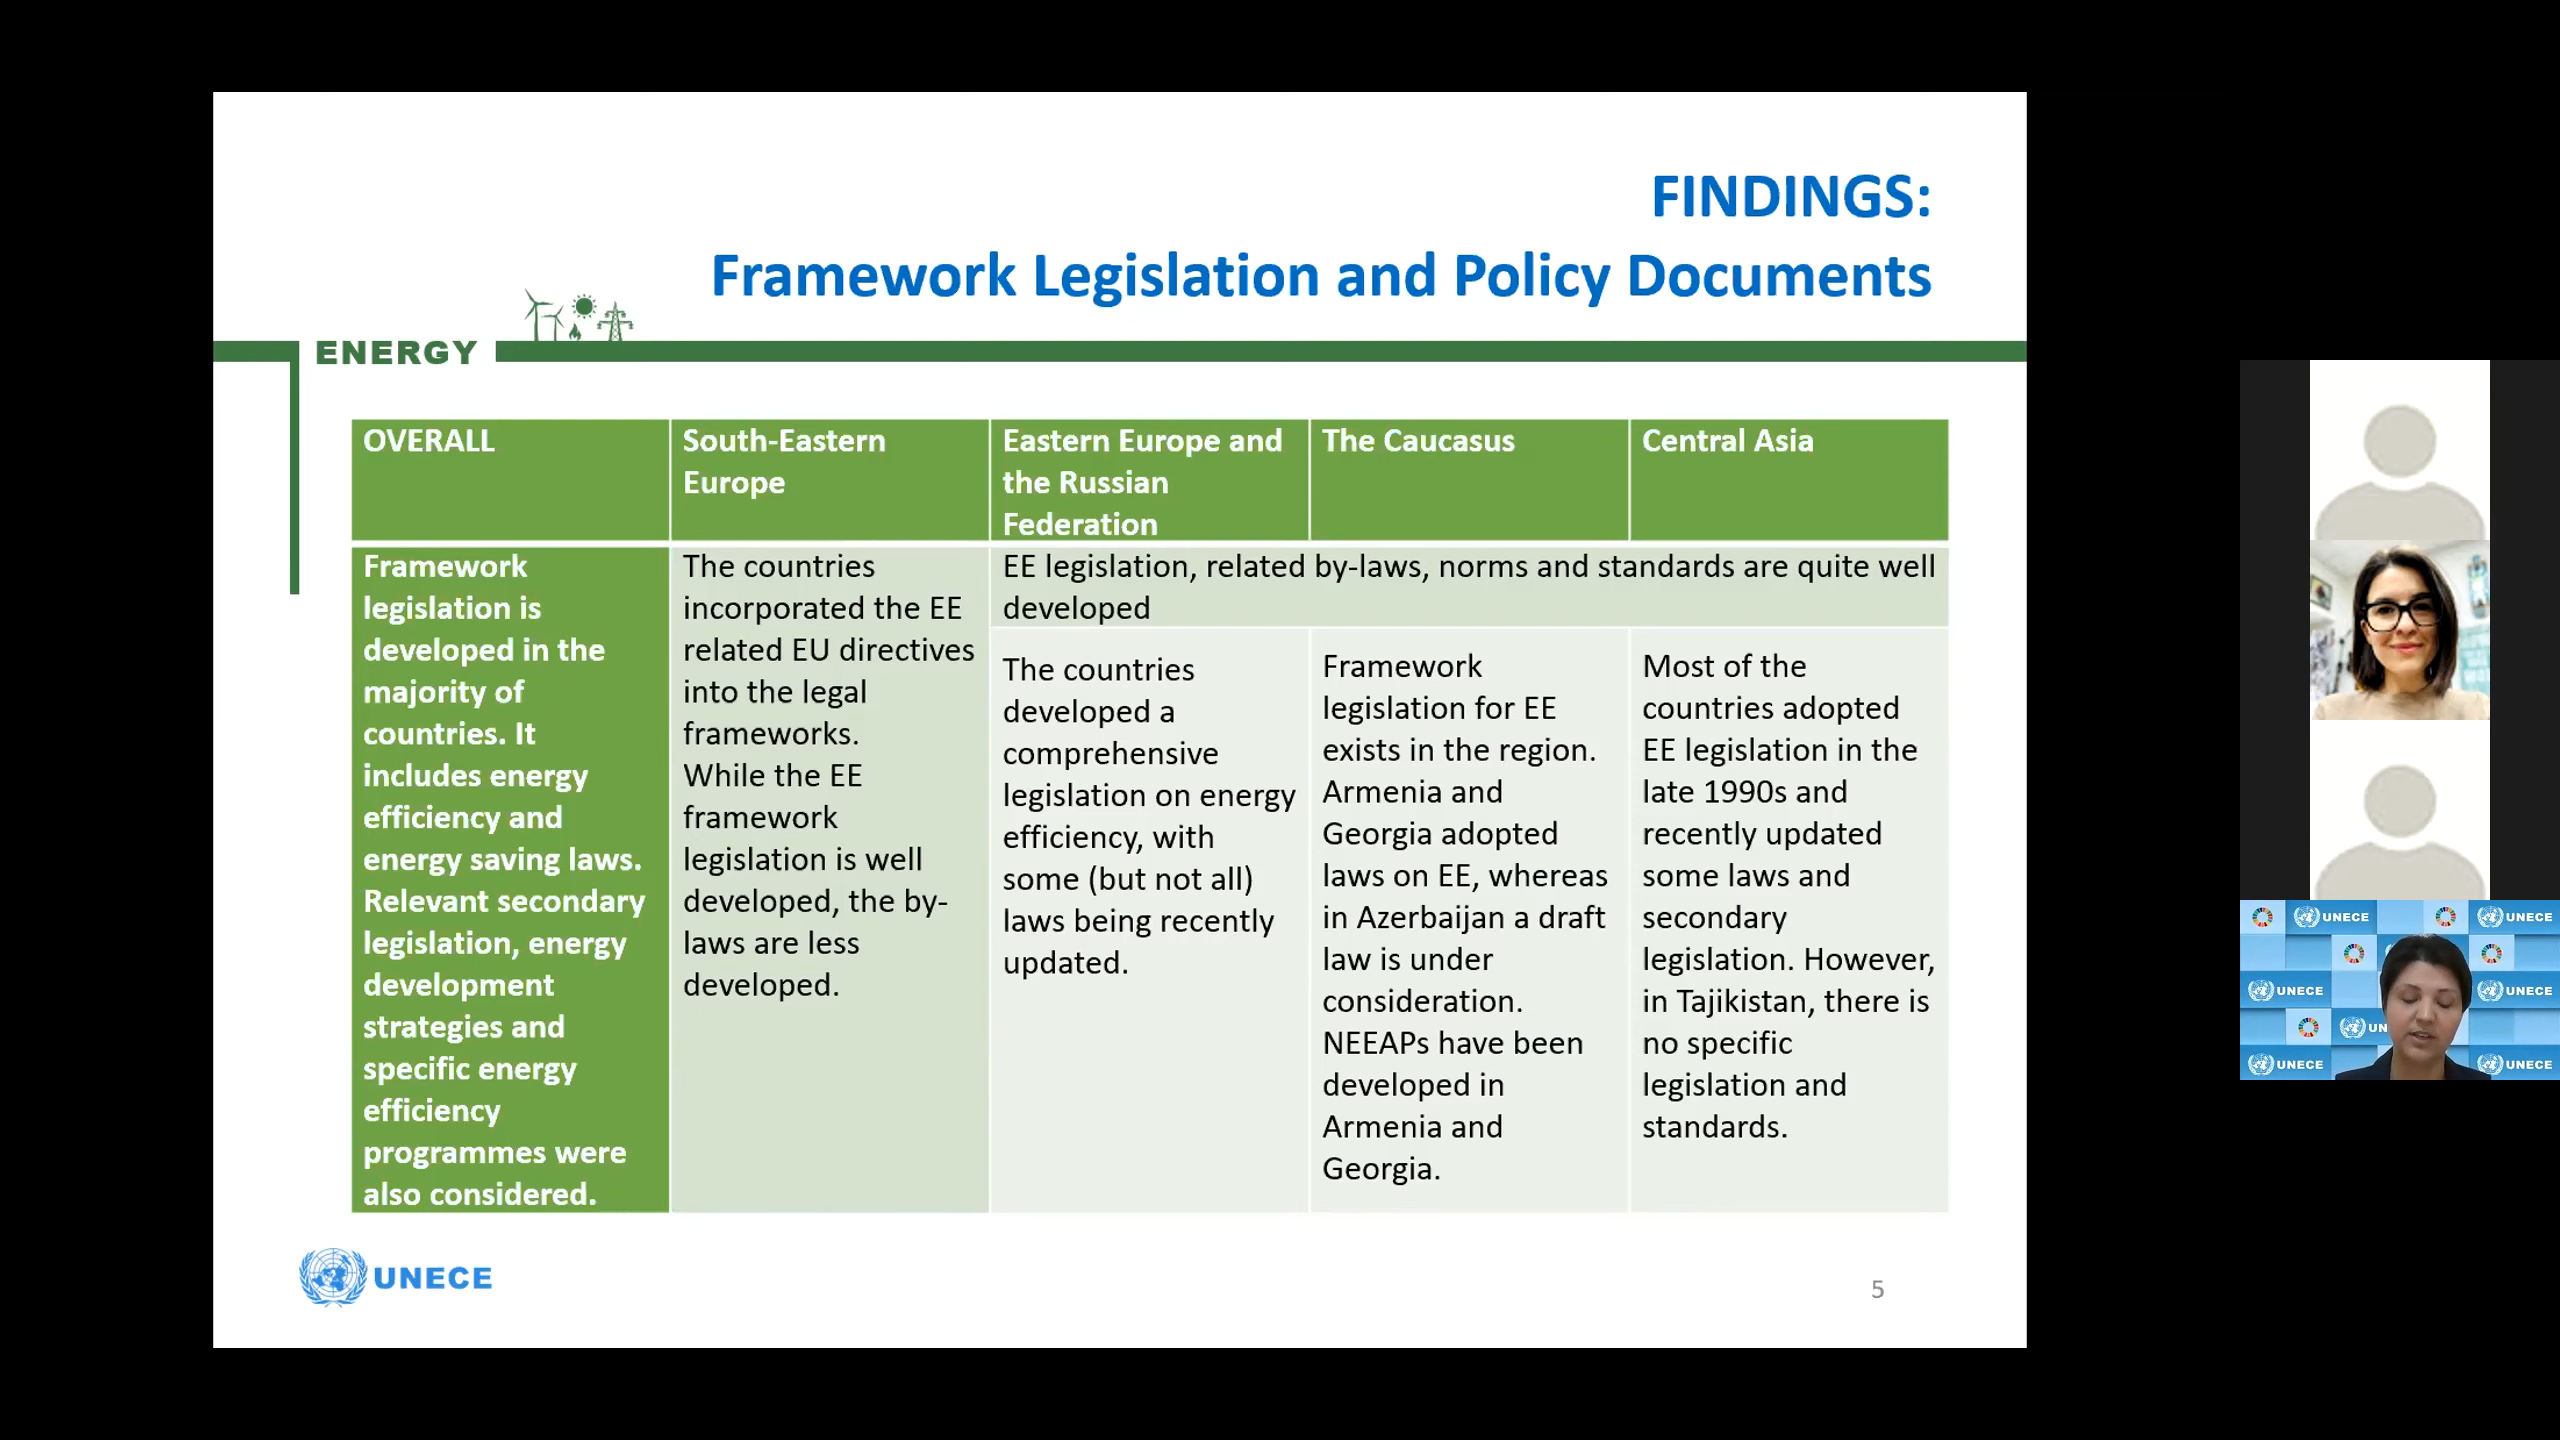 FINDINGS:
Framework Legislation and Policy Documents
ENERGY
OVERALL
South-Eastern
Europe
Eastern Europe and
the Russian
Federation
The Caucasus
Central Asia
Framework
legislation is
developed in the
majority of
countries. It
includes energy
efficiency and
energy saving laws.
Relevant secondary
legislation, energy
development
strategies and
specific energy
efficiency
programmes were
also considered.
The countries
incorporated the EE
related EU directives
into the legal
frameworks.
While the EE
framework
legislation is well
developed, the by-
laws are less
developed.
EE legislation, related by-laws, norms and standards are quite well
developed
The countries
developed a
comprehensive
legislation on energy
efficiency, with
some (but not all)
laws being recently
updated.
Framework
legislation for EE
exists in the region.
Armenia and
Georgia adopted
laws on EE, whereas
in Azerbaijan a draft
law is under
consideration.
NEEAPs have been
developed in
Armenia and
Georgia.
Most of the
countries adopted
EE legislation in the
late 1990s and
recently updated
some laws and
secondary
legislation. However,
in Tajikistan, there is
no specific
legislation and
standards.
UNECE
5
UNECE UNECE
UNECE UNECE
UN
UNECE UNECE